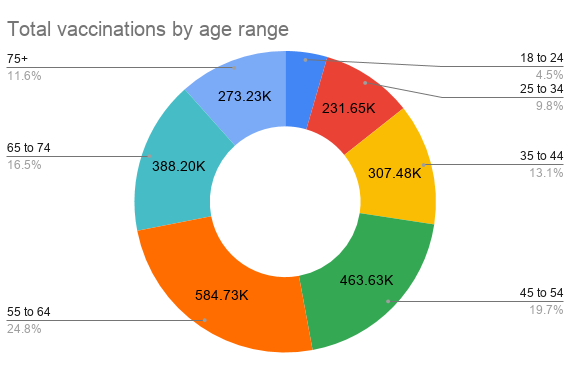 Total vaccinations by age range
18 to 24
4.5%
25 to 34
9.8%
231.65K
35 to 44
13.1%
307.48K
45 to 54
19.7%
463.63K
55 to 64
24.8%
584.73K
65 to 74
16.5%
388.20K
75+
11.6%
273.23K